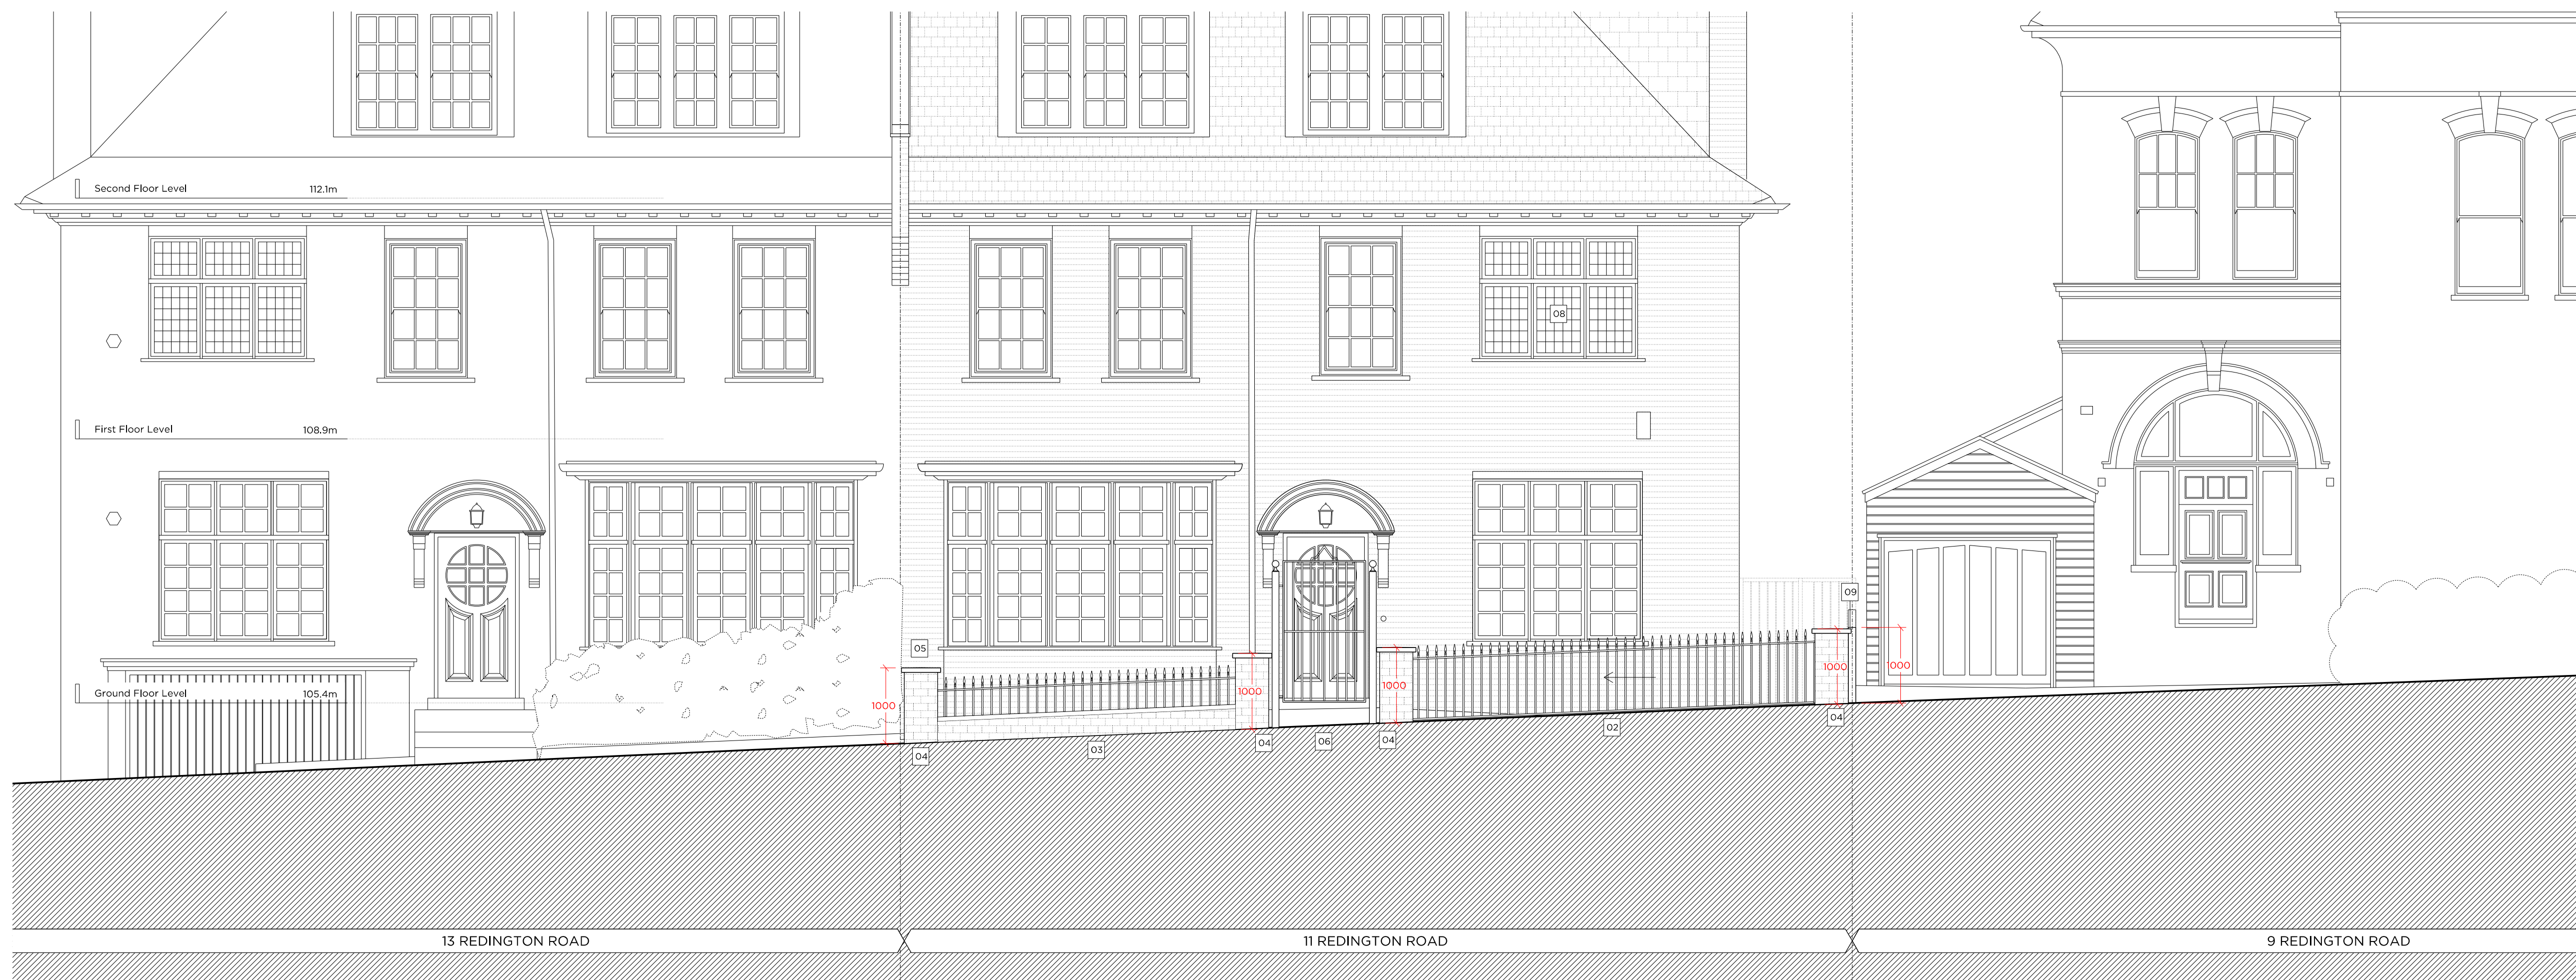 Second Floor Level 112.1m
08
First Floor Level 108.9m
09
05
Ground Floor Level 105.4m
1000
1000
1000
1000
1000
04
03
04
06
04
02
04
13 REDINGTON ROAD
11 REDINGTON ROAD
9 REDINGTON ROAD